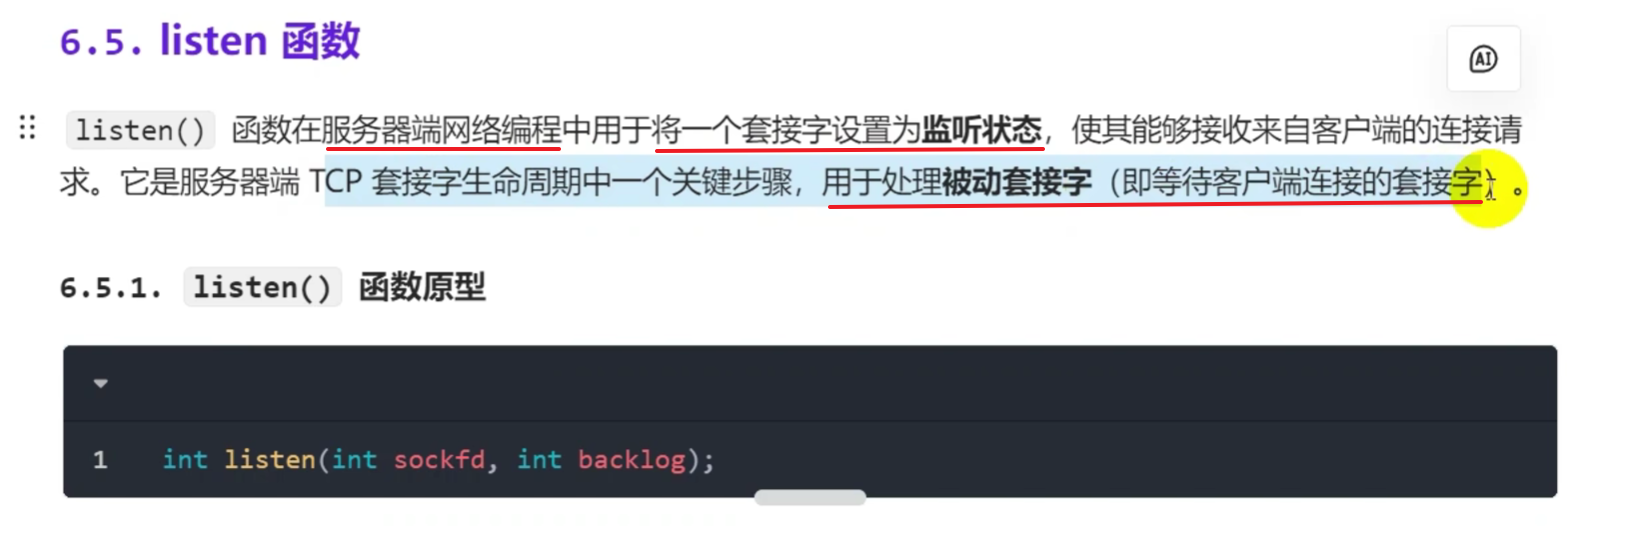 6.5. listen 函数
AI
listen() 函数在服务器端网络编程中用于将一个套接字设置为监听状态，使其能够接收来自客户端的连接请
求。它是服务器端 TCP 套接字生命周期中一个关键步骤，用于处理被动套接字（即等待客户端连接的套接字）。
6.5.1. listen() 函数原型
1 int listen(int sockfd, int backlog);